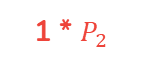 1 * P₂